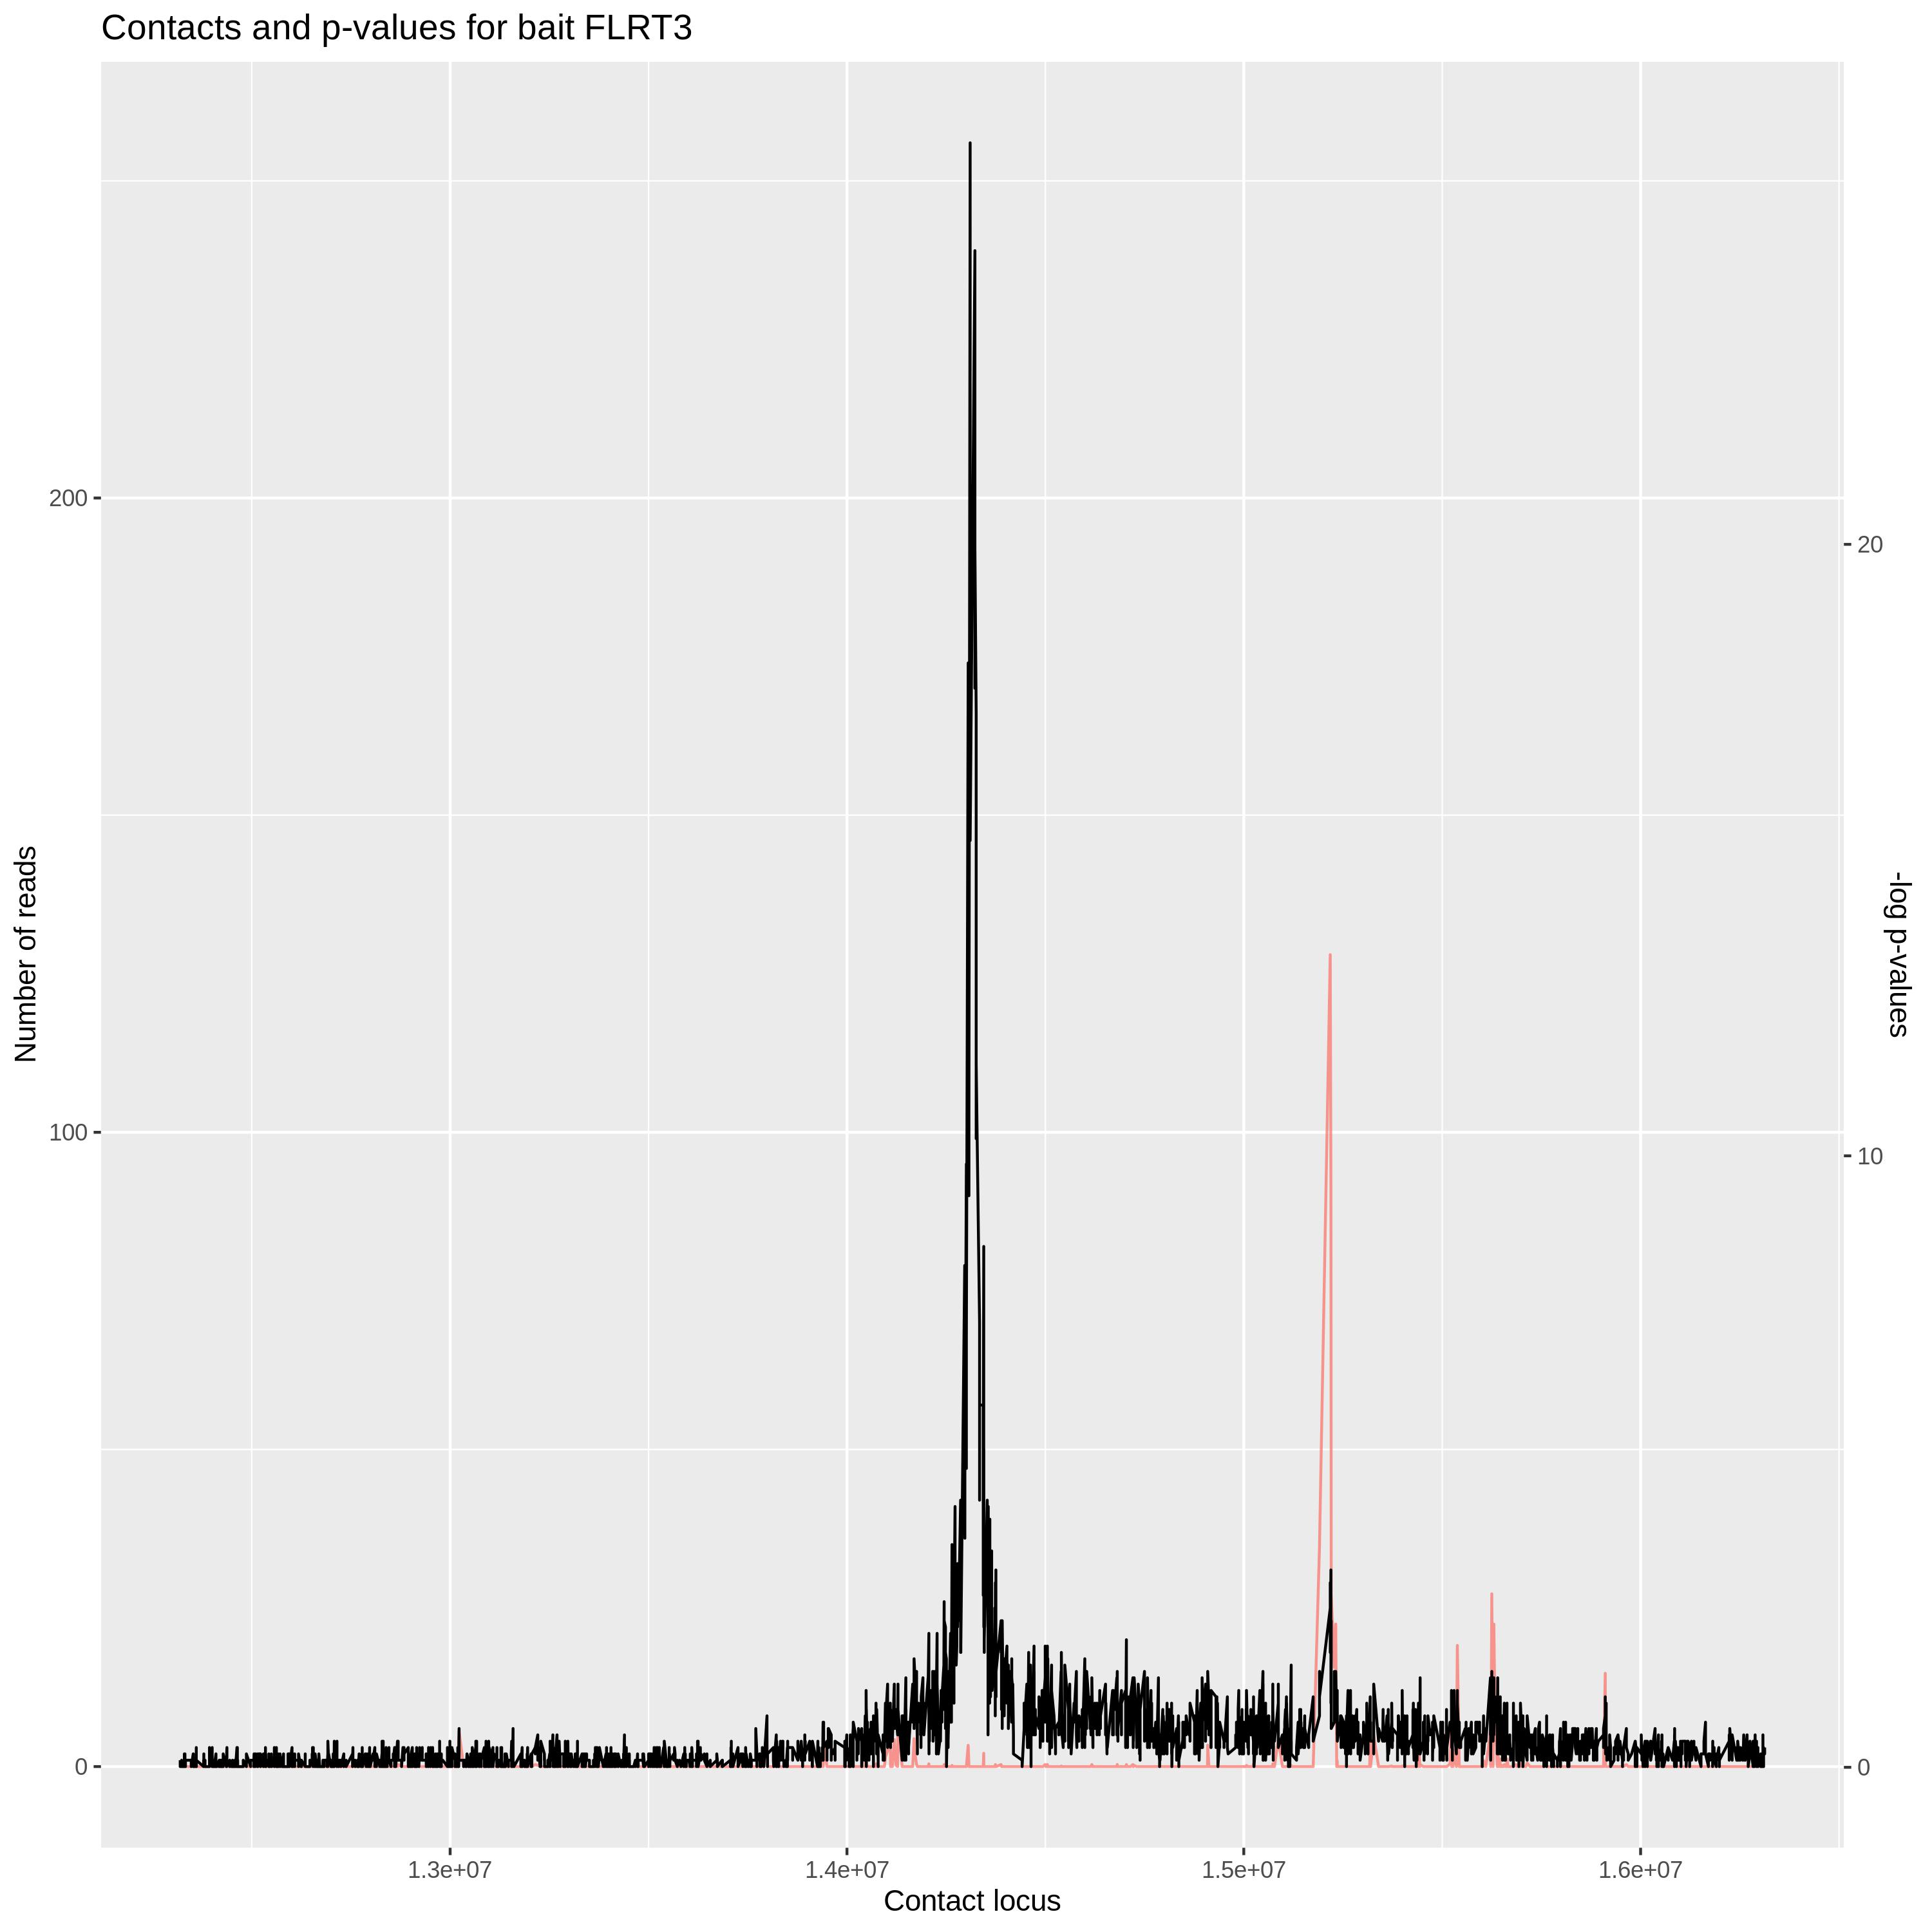 Contacts and p-values for bait FLRT3
Number of reads
200
100
0
20
10
0
-log p-values
1.3e+07
1.4e+07
1.5e+07
1.6e+07
Contact locus